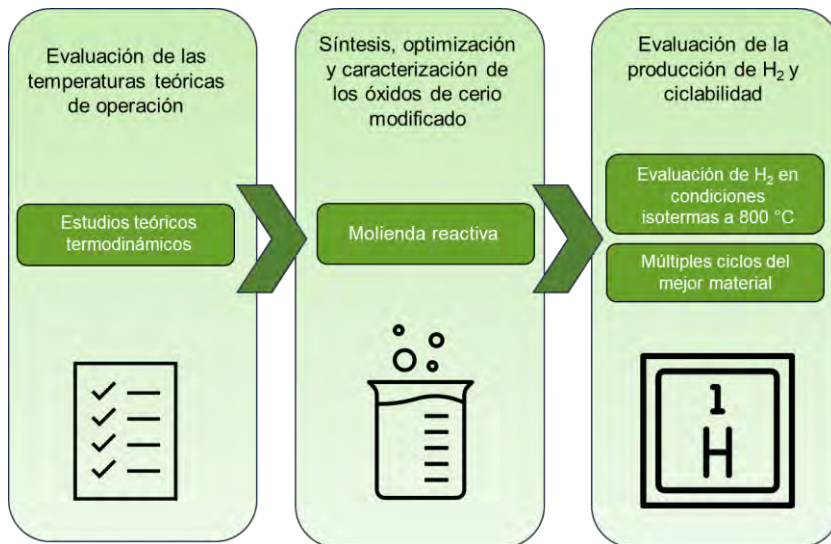 Evaluación de las
temperaturas teóricas
de operación
Estudios teóricos
termodinámicos
Síntesis, optimización
y caracterización de
los óxidos de cerio
modificado
Molienda reactiva
Evaluación de la
producción de H₂ y
ciclabilidad
Evaluación de H₂ en
condiciones
isotermas a 800 °C
Múltiples ciclos del
mejor material
1
H